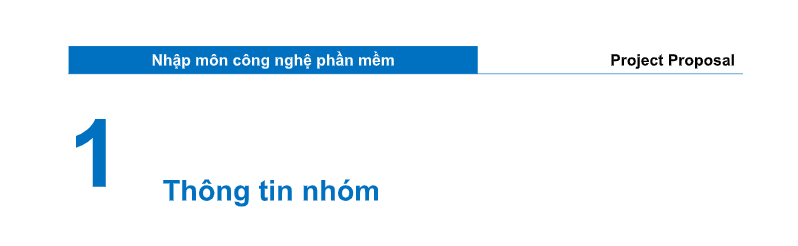 Nhập môn công nghệ phần mềm
Project Proposal
1
Thông tin nhóm